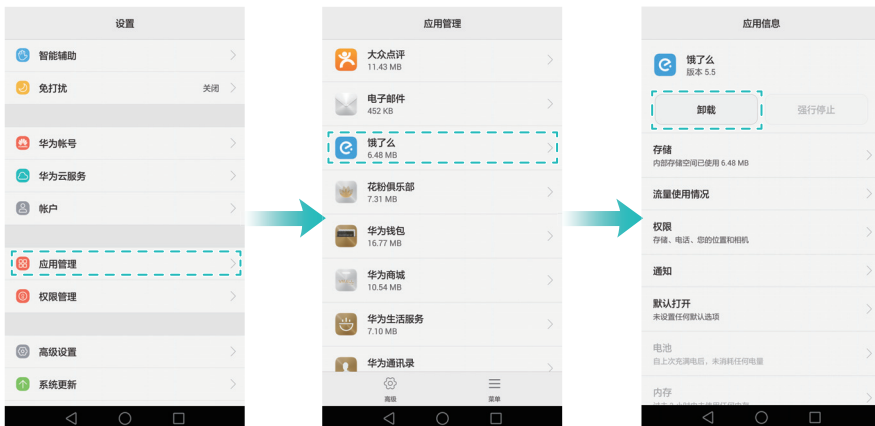 设置
智能辅助
免打扰
关闭
华为帐号
华为云服务
帐户
应用管理
权限管理
高级设置
系统更新
应用管理
大众点评
11.43 MB
电子邮件
452 KB
饿了么
6.48 MB
花粉俱乐部
7.31 MB
华为钱包
16.77 MB
华为商城
10.54 MB
华为生活服务
7.10 MB
华为通讯录
高级
菜单
应用信息
饿了么
版本 5.5
卸载
强行停止
存储
内部存储空间已使用 6.48 MB
流量使用情况
权限
存储、电话、您的位置和相机
通知
默认打开
未设置任何默认选项
电池
自上次充满电后，未消耗任何电量
内存